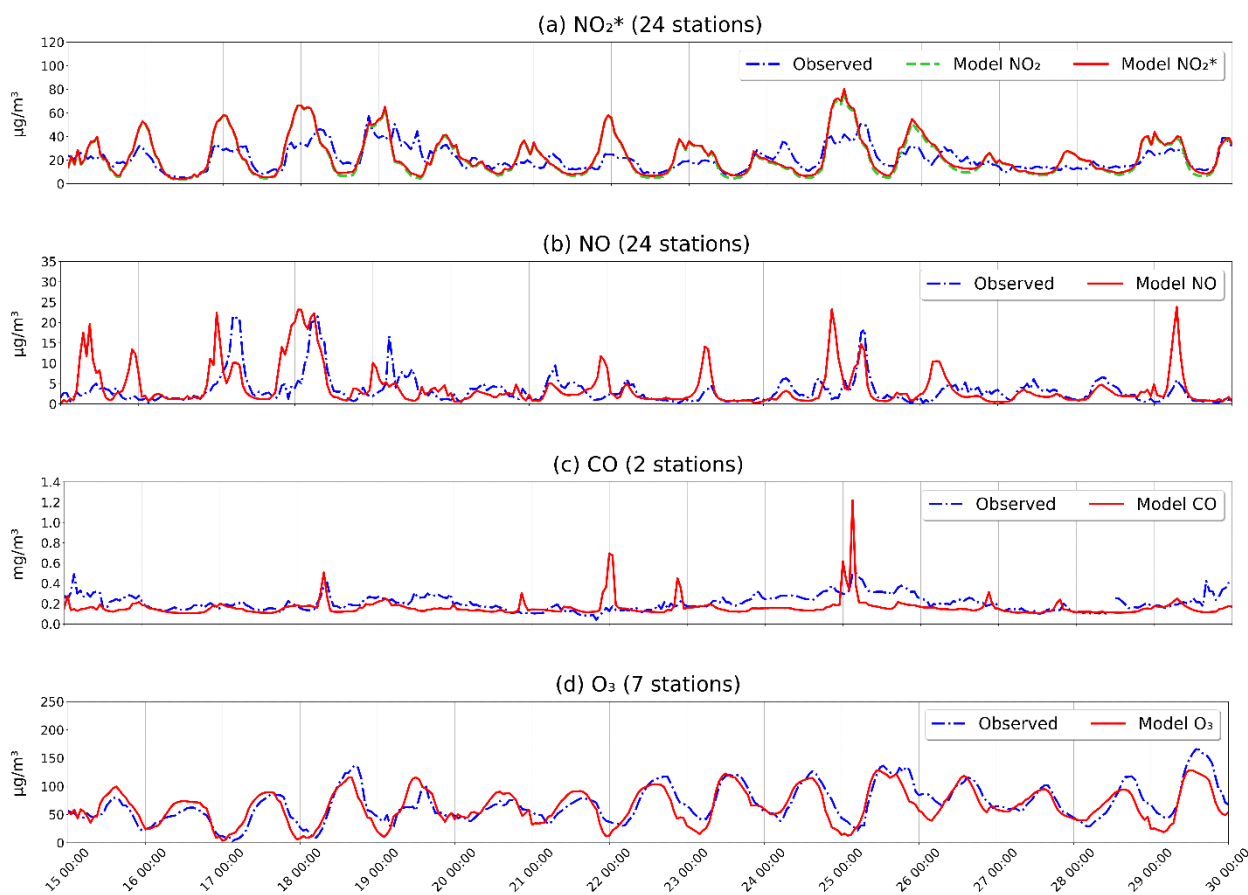 (a) NO₂* (24 stations)
120
100
80
60
40
20
0
μg/m³
Observed
Model NO₂
Model NO₂*
(b) NO (24 stations)
35
30
25
20
15
10
5
0
μg/m³
Observed
Model NO
(c) CO (2 stations)
1.4
1.2
1.0
0.8
0.6
0.4
0.2
0.0
mg/m³
Observed
Model CO
(d) O₃ (7 stations)
250
200
150
100
50
0
μg/m³
Observed
Model O₃
15 00:00
16 00:00
17 00:00
18 00:00
19 00:00
20 00:00
21 00:00
22 00:00
23 00:00
24 00:00
25 00:00
26 00:00
27 00:00
28 00:00
29 00:00
30 00:00